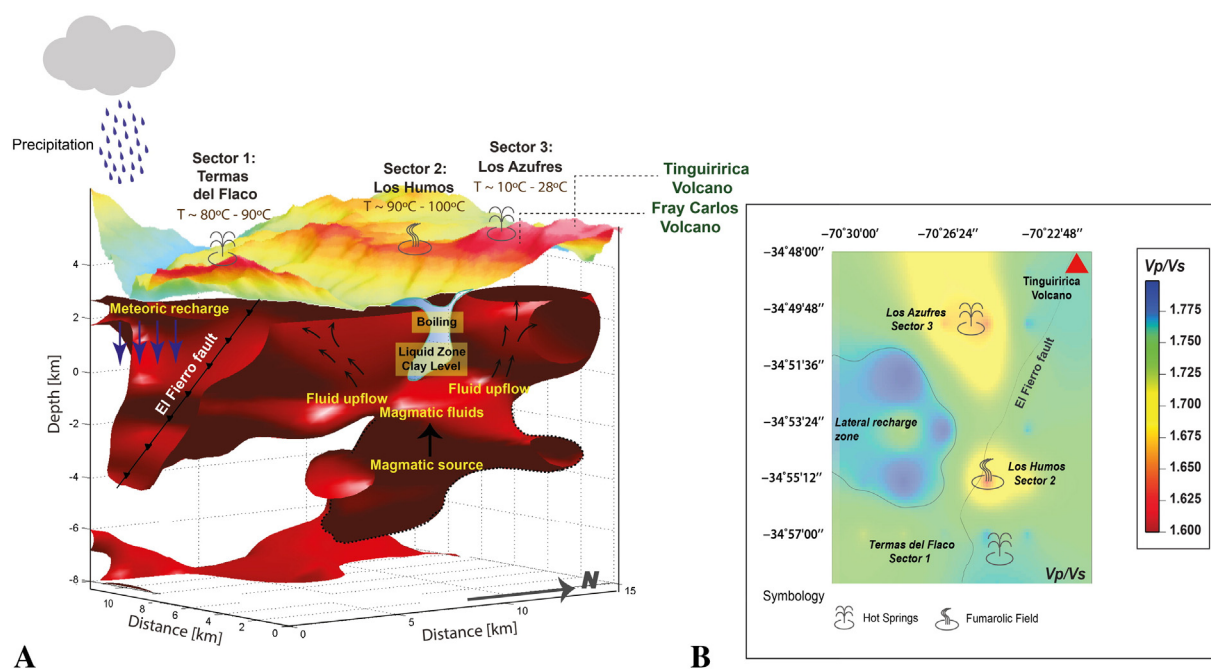 Precipitation
Sector 1:
Termas
del Flaco
T ~ 80ºC - 90ºC
Sector 2:
Los Humos
T ~ 90ºC - 100ºC
Sector 3:
Los Azufres
T ~ 10ºC - 28ºC
Tinguiririca
Volcano
Fray Carlos
Volcano
Meteoric recharge
El Fierro fault
Boiling
Liquid Zone
Clay Level
Fluid upflow
Fluid upflow
Magmatic fluids
Magmatic source
Depth [km]
4
2
0
-2
-4
-6
-8
10
8
6
4
2
0
Distance [km]
0
5
10
15
Distance [km]
N
A
−70°30'00''
−70°26'24''
−70°22'48''
−34°48'00''
−34°49'48''
−34°51'36''
−34°53'24''
−34°55'12''
−34°57'00''
Tinguiririca
Volcano
Los Azufres
Sector 3
El Fierro fault
Lateral recharge
zone
Los Humos
Sector 2
Termas del Flaco
Sector 1
Vp/Vs
Vp/Vs
1.775
1.750
1.725
1.700
1.675
1.650
1.625
1.600
Symbology
Hot Springs
Fumarolic Field
B